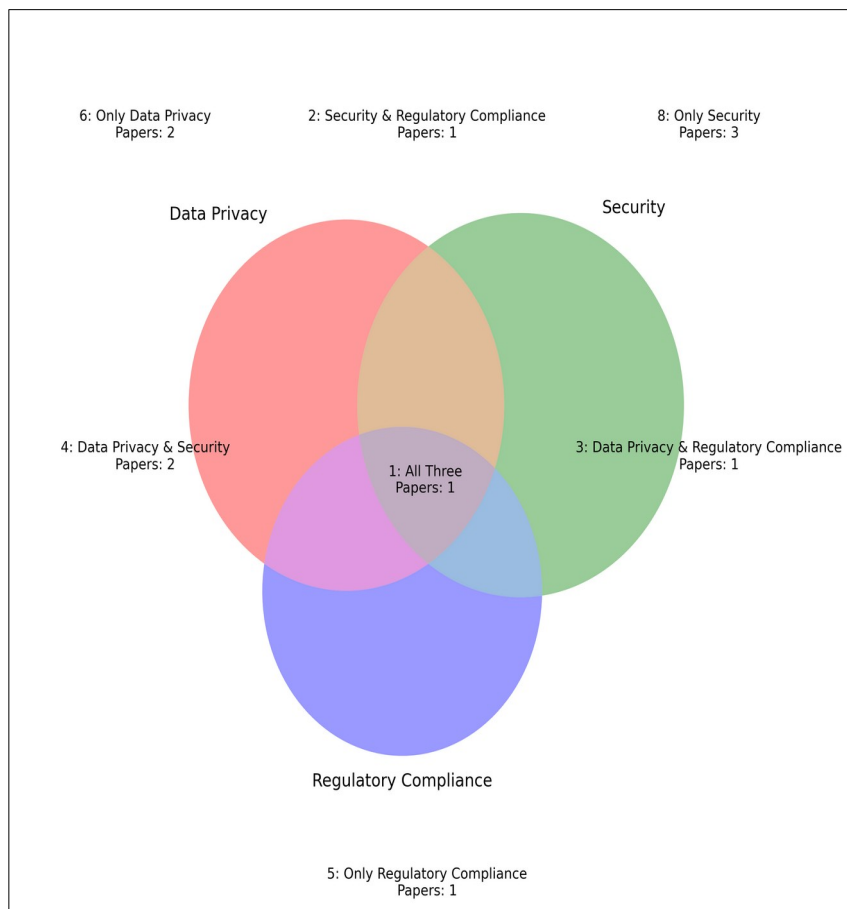 6: Only Data Privacy
Papers: 2
2: Security & Regulatory Compliance
Papers: 1
8: Only Security
Papers: 3
Data Privacy
Security
4: Data Privacy & Security
Papers: 2
3: Data Privacy & Regulatory Compliance
Papers: 1
1: All Three
Papers: 1
Regulatory Compliance
5: Only Regulatory Compliance
Papers: 1